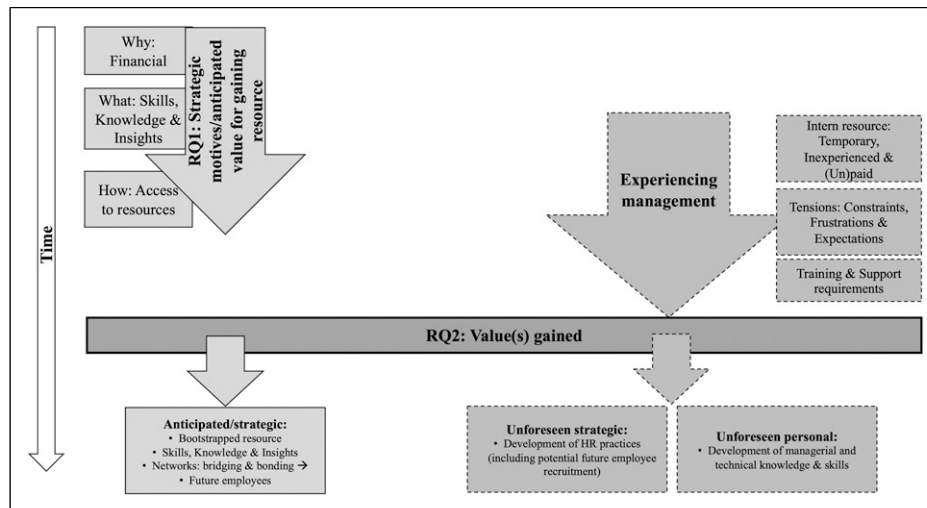 Time
Why:
Financial
What: Skills,
Knowledge &
Insights
How: Access
to resources
RQ1: Strategic
motives/anticipated
value for gaining
resource
Experiencing
management
Intern resource:
Temporary,
Inexperienced &
(Un)paid
Tensions: Constraints,
Frustrations &
Expectations
Training & Support
requirements
RQ2: Value(s) gained
Anticipated/strategic:
• Bootstrapped resource
• Skills, Knowledge & Insights
• Networks: bridging & bonding →
• Future employees
Unforeseen strategic:
• Development of HR practices
(including potential future employee
recruitment)
Unforeseen personal:
• Development of managerial and
technical knowledge & skills